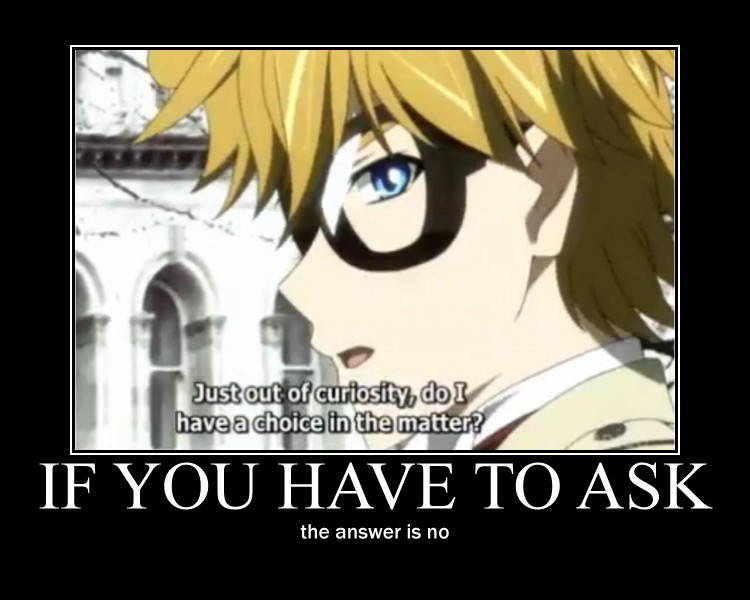 Just out of curiosity, do I
have a choice in the matter?
IF YOU HAVE TO ASK
the answer is no